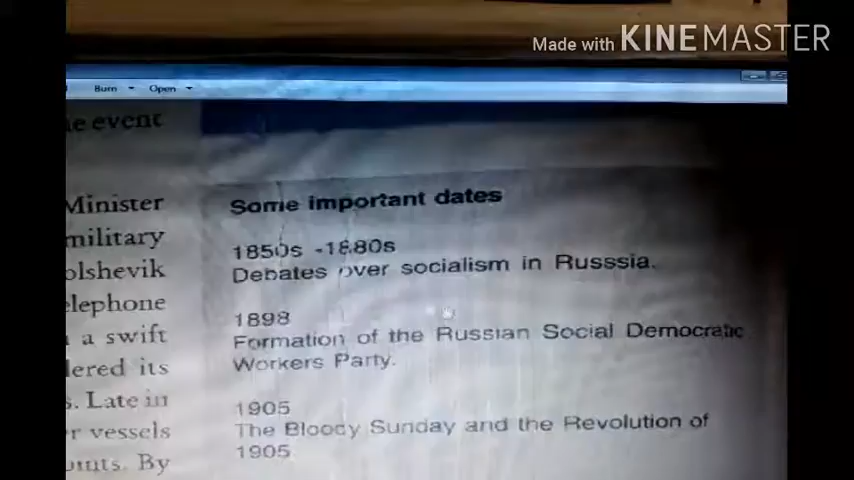 Made with KINEMASTER
Burn Open
event
Minister
military
olshevik
elephone
a swift
dered its
s. Late in
r vessels
By
Some important dates
1850s -1880s
Debates over socialism in Russsia.
1898
Formation of the Russian Social Democratic
Workers Party.
1905
The Bloody Sunday and the Revolution of
1905